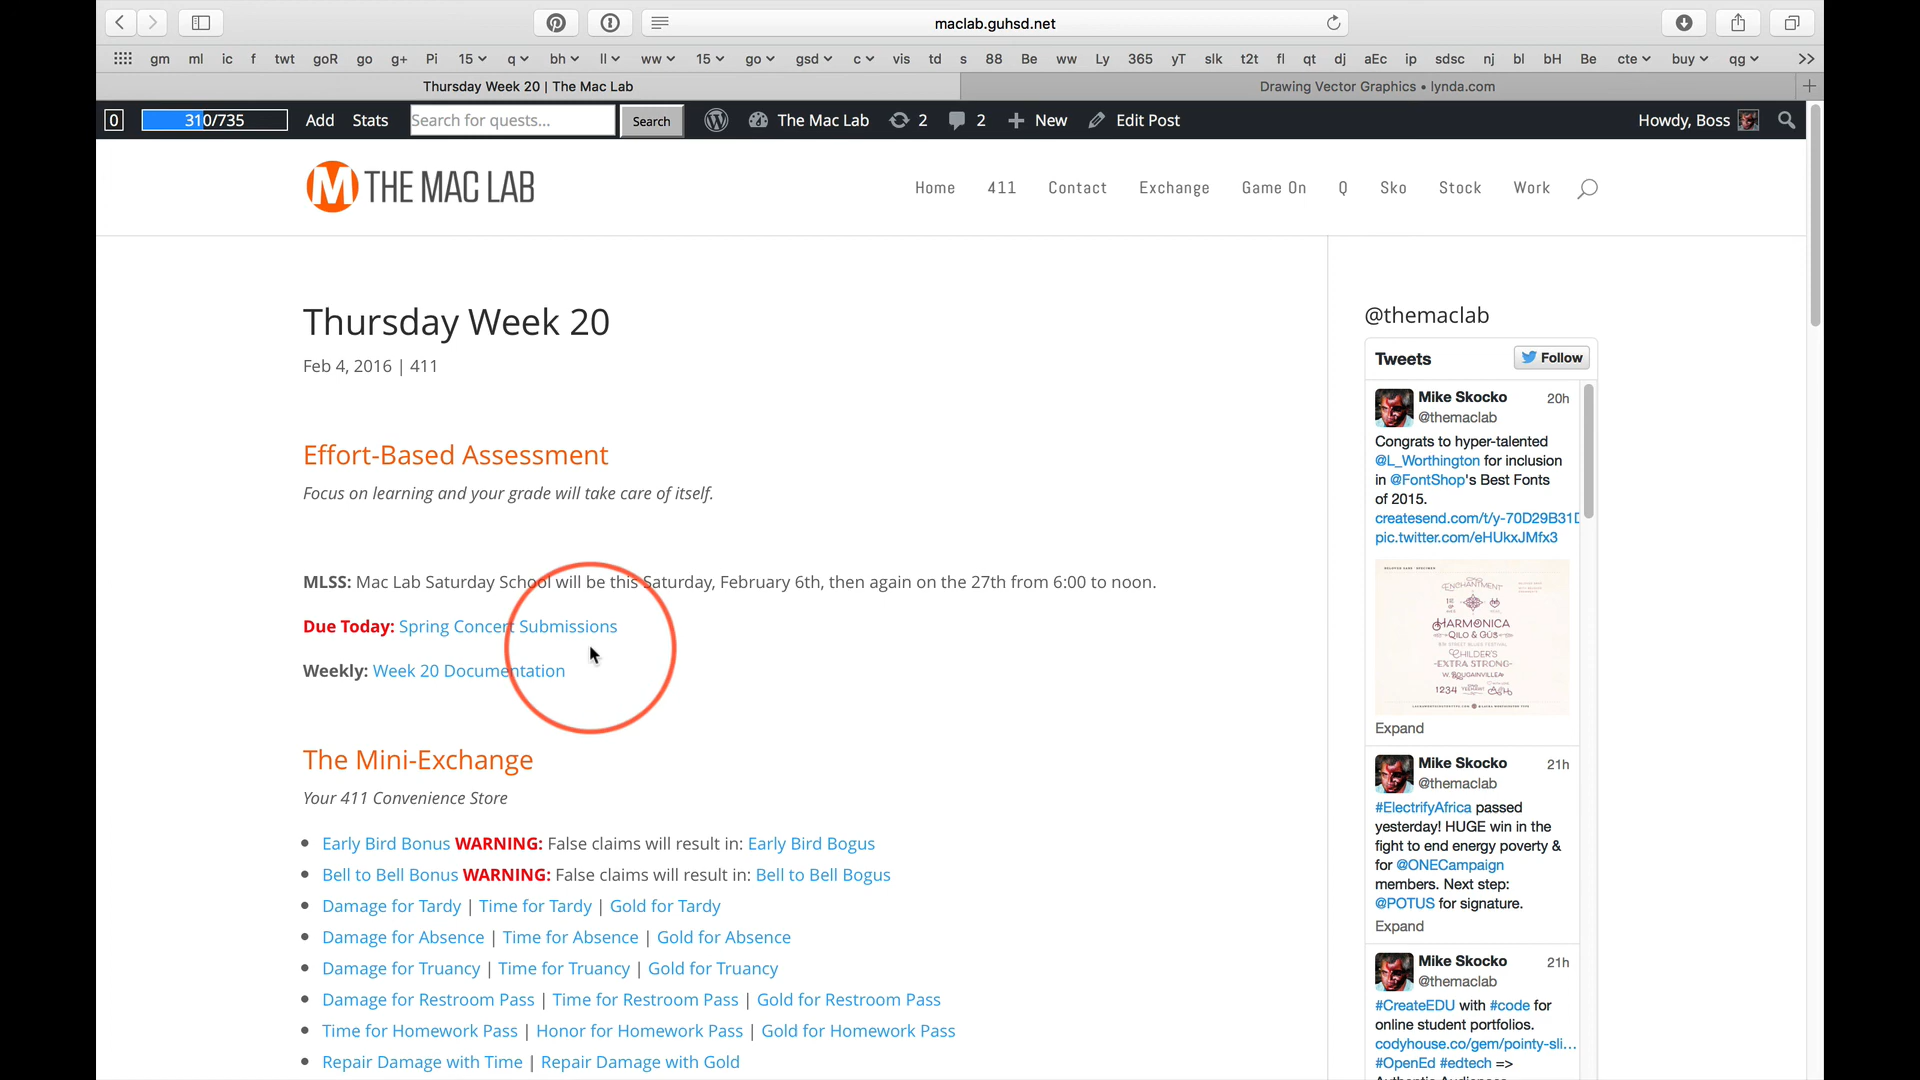 maclab.guhsd.net
gm ml ic f twt goR go g+ Pi 15 q bh ll ww 15 go gsd c vis td s 88 Be ww Ly 365 yT slk t2t fl qt dj aEc ip sdsc nj bl bH Be cte buy qg
Thursday Week 20 | The Mac Lab
Drawing Vector Graphics • lynda.com
0 310/735 Add Stats Search for quests... Search The Mac Lab 2 2 New Edit Post Howdy, Boss
M THE MAC LAB
Home 411 Contact Exchange Game On Q Sko Stock Work
Thursday Week 20
Feb 4, 2016 | 411
Effort-Based Assessment
Focus on learning and your grade will take care of itself.
MLSS: Mac Lab Saturday School will be this Saturday, February 6th, then again on the 27th from 6:00 to noon.
Due Today: Spring Concert Submissions
Weekly: Week 20 Documentation
The Mini-Exchange
Your 411 Convenience Store
Early Bird Bonus WARNING: False claims will result in: Early Bird Bogus
Bell to Bell Bonus WARNING: False claims will result in: Bell to Bell Bogus
Damage for Tardy | Time for Tardy | Gold for Tardy
Damage for Absence | Time for Absence | Gold for Absence
Damage for Truancy | Time for Truancy | Gold for Truancy
Damage for Restroom Pass | Time for Restroom Pass | Gold for Restroom Pass
Time for Homework Pass | Honor for Homework Pass | Gold for Homework Pass
Repair Damage with Time | Repair Damage with Gold
@themaclab
Tweets Follow
Mike Skocko 20h
@themaclab
Congrats to hyper-talented
@L_Worthington for inclusion
in @FontShop's Best Fonts
of 2015.
createsend.com/t/y-70D29B31D
pic.twitter.com/eHUkxJMfx3
ENCHANTMENT
HARMONICA
QILO & GÜS
CHILDER'S
EXTRA STRONG
W. BOUGAINVILLEA
1234
Expand
Mike Skocko 21h
@themaclab
#ElectrifyAfrica passed
yesterday! HUGE win in the
fight to end energy poverty &
for @ONECampaign
members. Next step:
@POTUS for signature.
Expand
Mike Skocko 21h
@themaclab
#CreateEDU with #code for
online student portfolios.
codyhouse.co/gem/pointy-sli…
#OpenEd #edtech =>